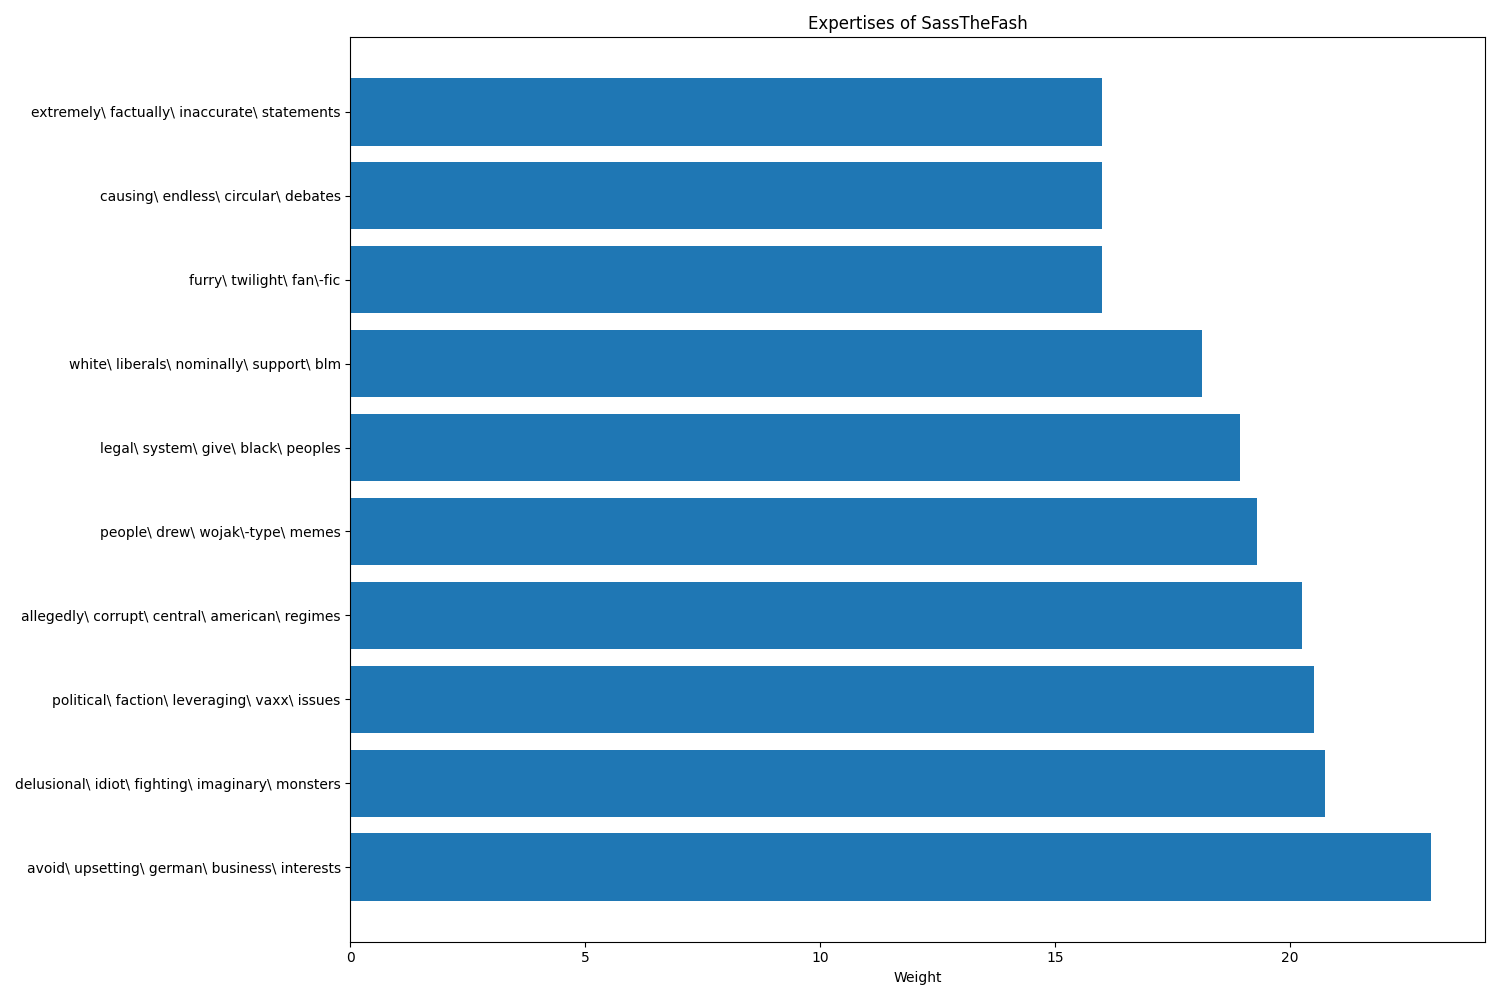 Expertises of SassTheFash
extremely\ factually\ inaccurate\ statements
causing\ endless\ circular\ debates
furry\ twilight\ fan\-fic
white\ liberals\ nominally\ support\ blm
legal\ system\ give\ black\ peoples
people\ drew\ wojak\-type\ memes
allegedly\ corrupt\ central\ american\ regimes
political\ faction\ leveraging\ vaxx\ issues
delusional\ idiot\ fighting\ imaginary\ monsters
avoid\ upsetting\ german\ business\ interests
0 5 10 15 20
Weight